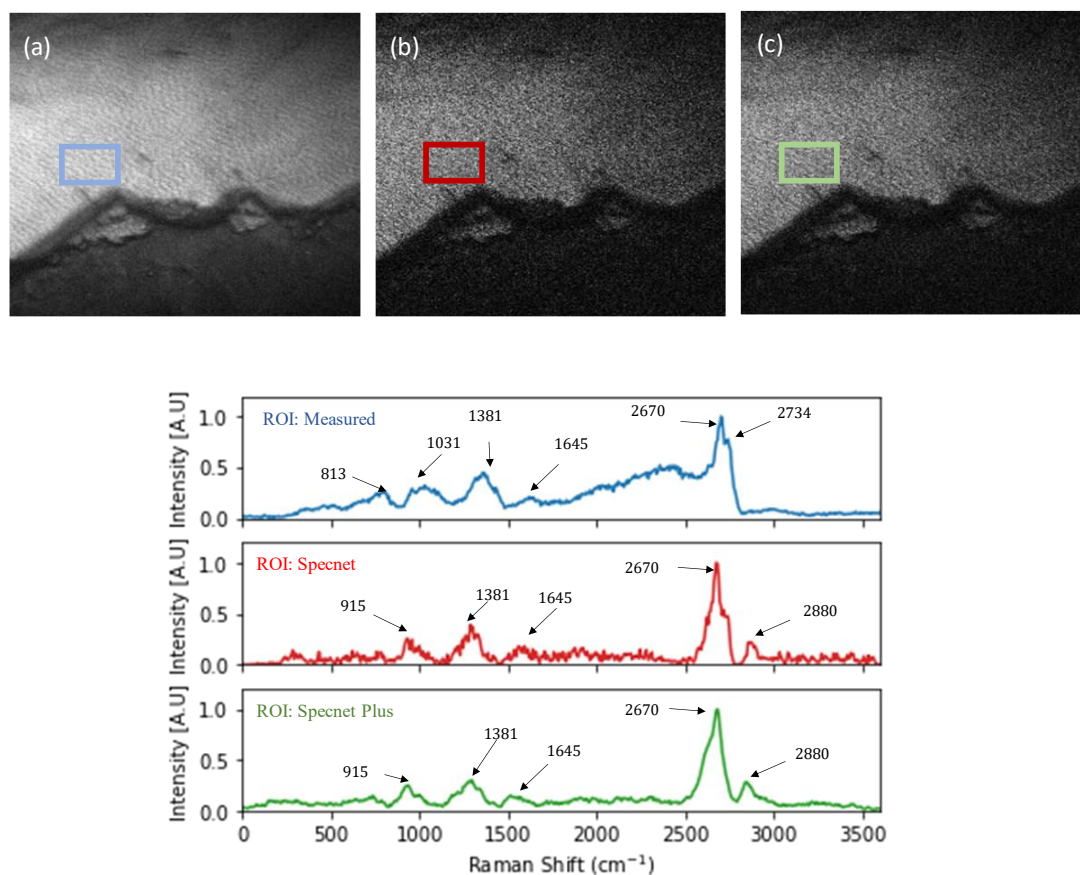 (a)
(b)
(c)
ROI: Measured
813
1031
1381
1645
2670
2734
Intensity [A.U]
1.0
0.5
0.0
ROI: Specnet
915
1381
1645
2670
2880
Intensity [A.U]
1.0
0.5
0.0
ROI: Specnet Plus
915
1381
1645
2670
2880
Intensity [A.U]
1.0
0.5
0.0
0 500 1000 1500 2000 2500 3000 3500
Raman Shift (cm⁻¹)